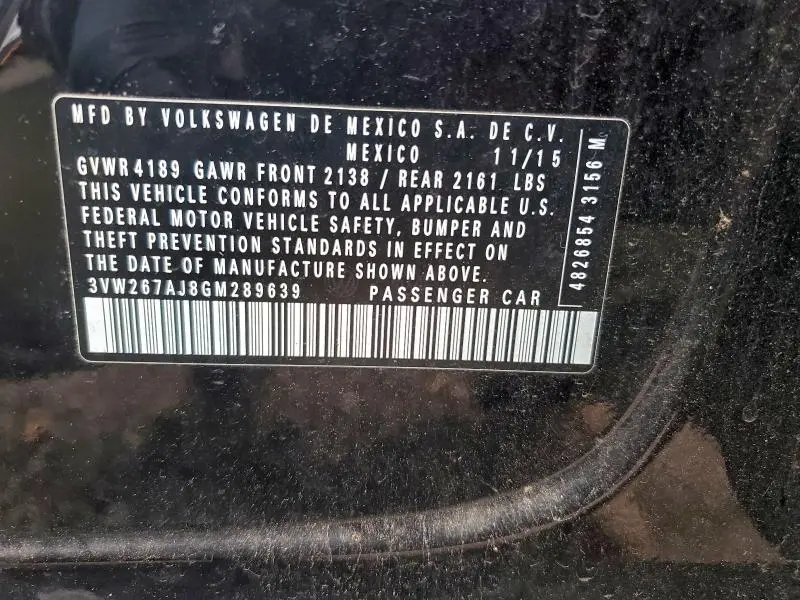 MFD BY VOLKSWAGEN DE MEXICO S.A. DE C.V.
MEXICO 11/15
GVWR 4189 GAWR FRONT 2138 / REAR 2161 LBS
THIS VEHICLE CONFORMS TO ALL APPLICABLE U.S.
FEDERAL MOTOR VEHICLE SAFETY, BUMPER AND
THEFT PREVENTION STANDARDS IN EFFECT ON
THE DATE OF MANUFACTURE SHOWN ABOVE.
3VW267AJ8GM289639 PASSENGER CAR
4826854 3156 M